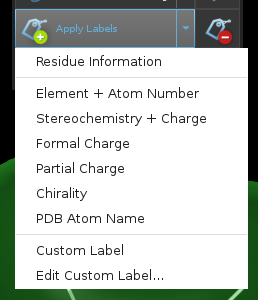 Apply Labels
Residue Information
Element + Atom Number
Stereochemistry + Charge
Formal Charge
Partial Charge
Chirality
PDB Atom Name
Custom Label
Edit Custom Label...